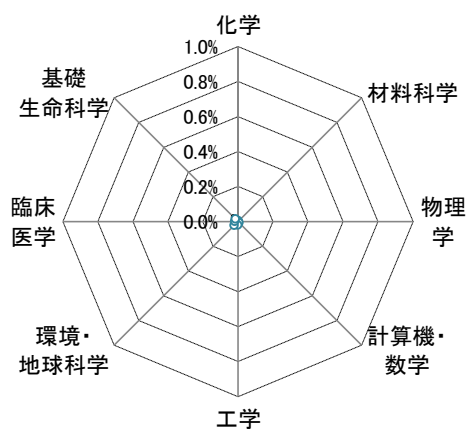 化学
1.0%
0.8%
0.6%
0.4%
0.2%
0.0%
材料科学
物理
学
計算機・
数学
工学
環境・
地球科学
臨床
医学
基礎
生命科学